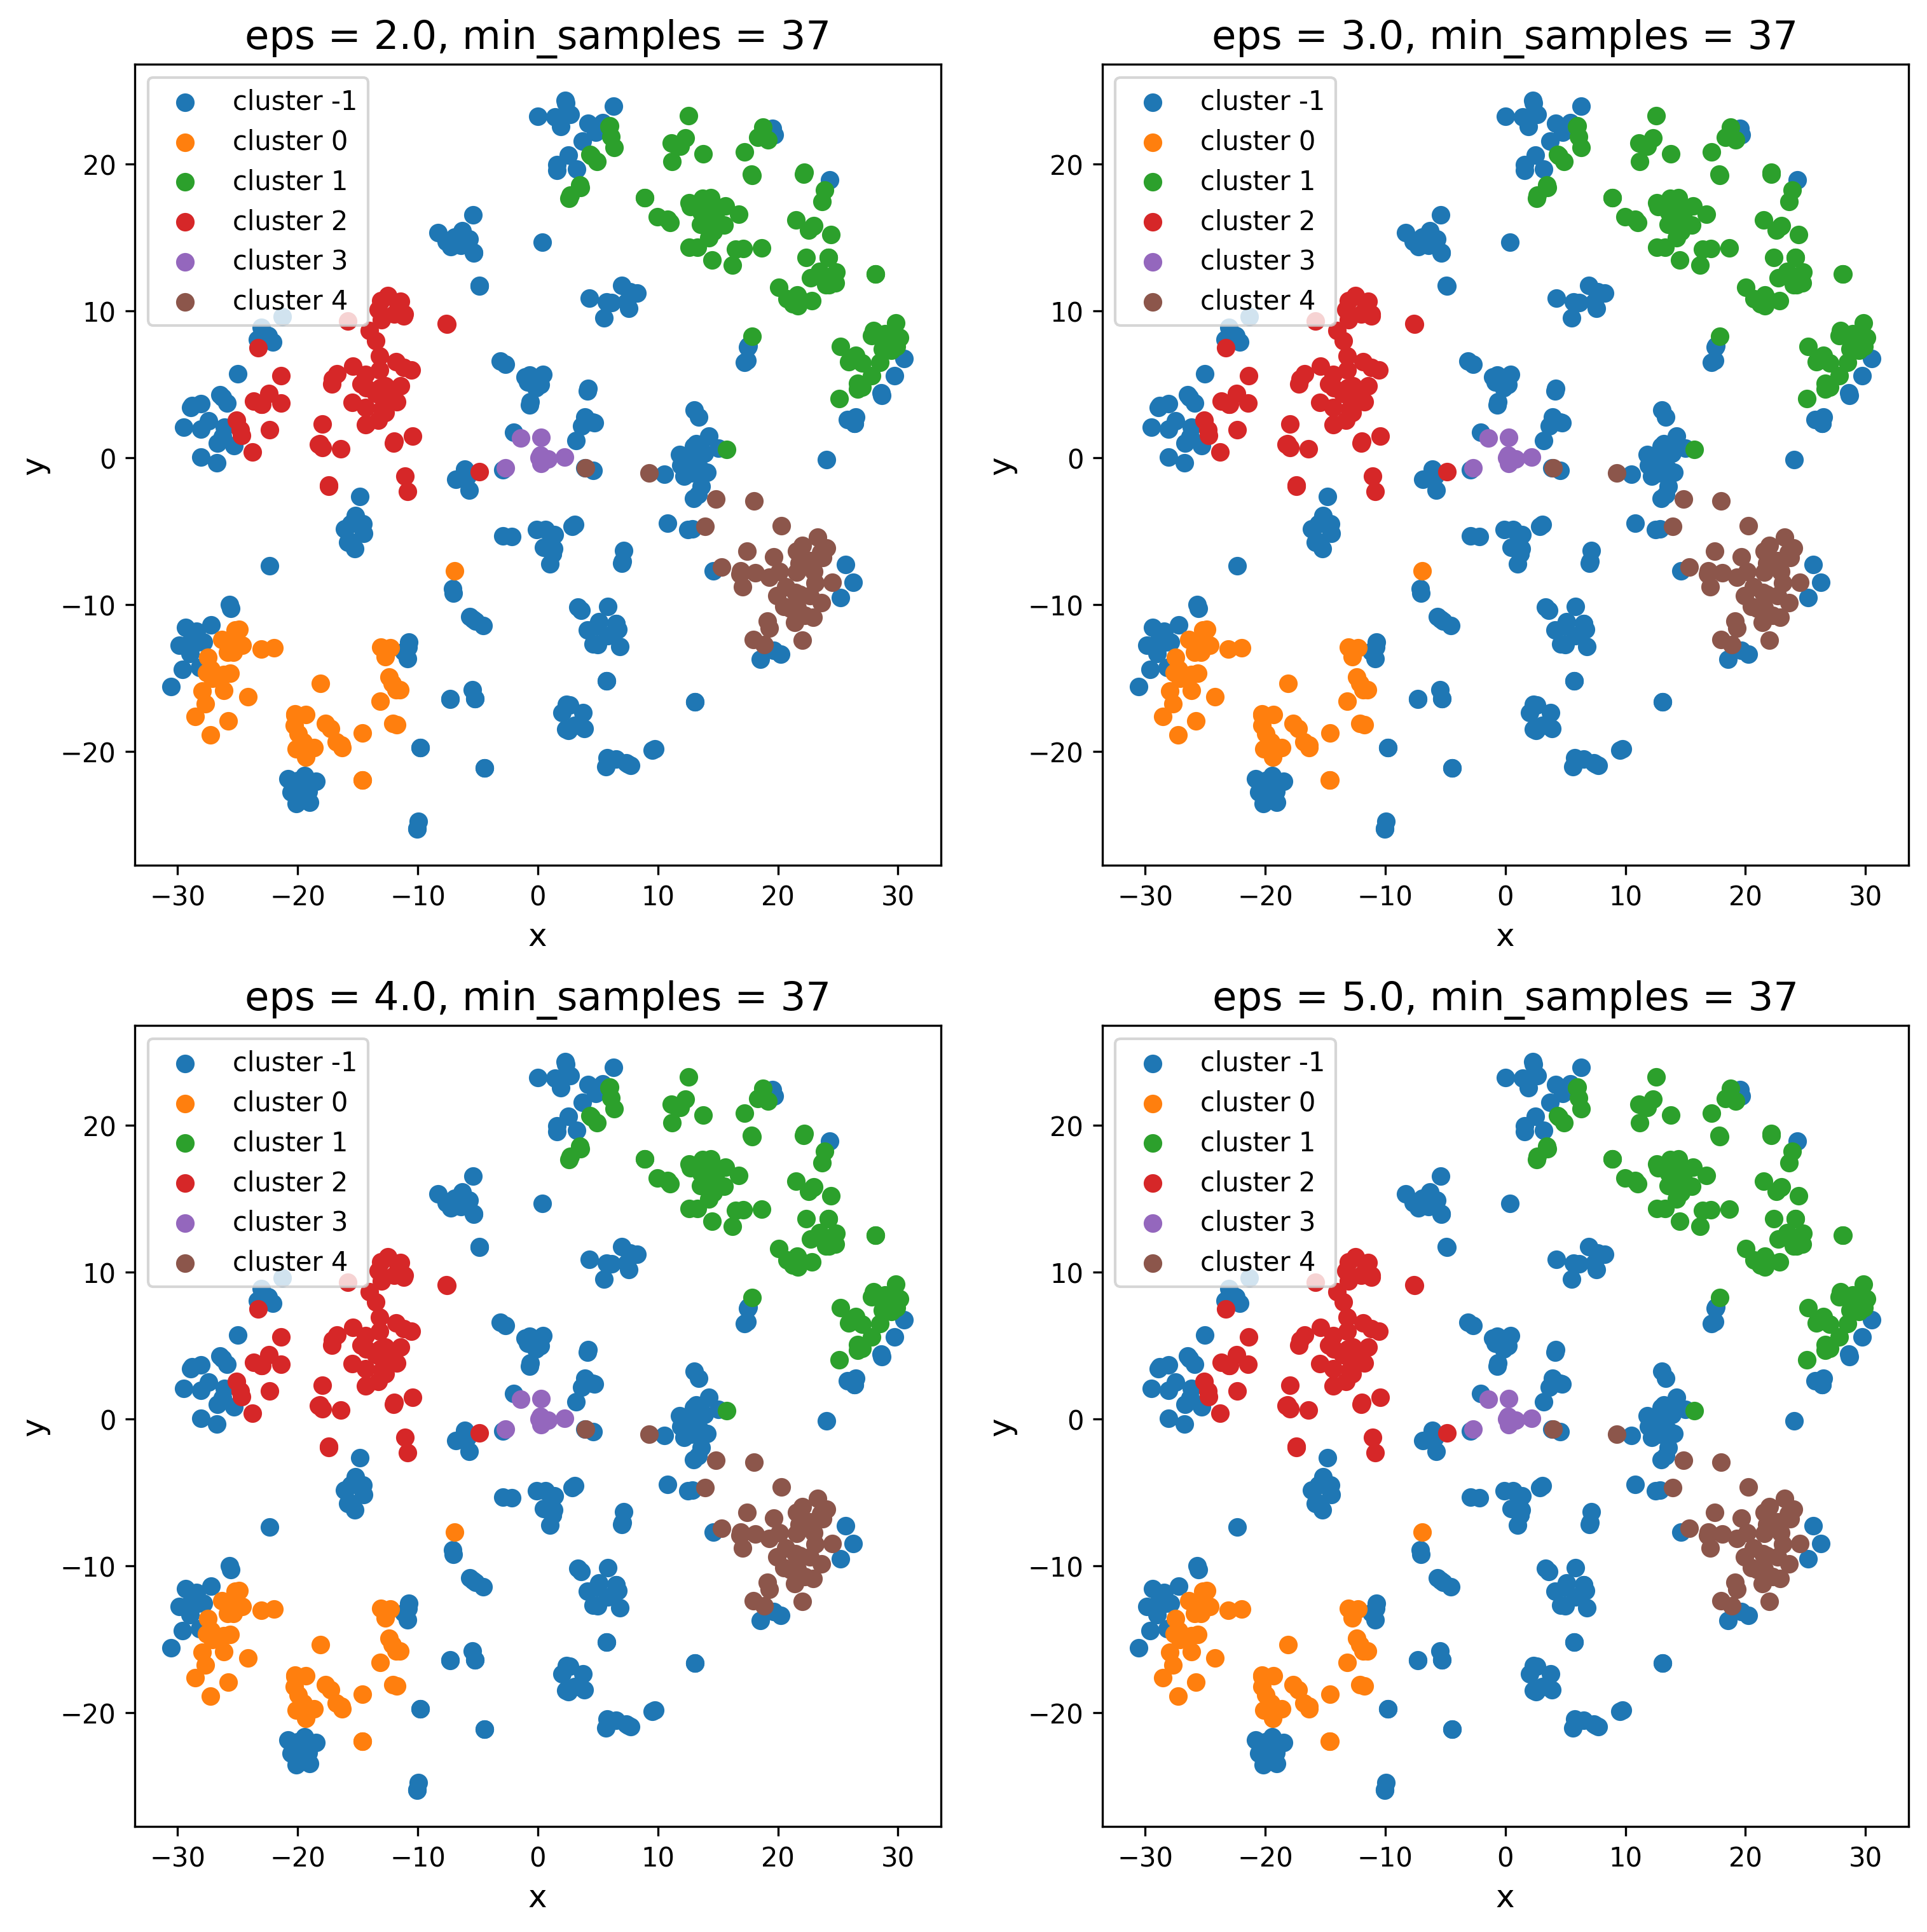 eps = 2.0, min_samples = 37
cluster -1
cluster 0
cluster 1
cluster 2
cluster 3
cluster 4
20
10
0
−10
−20
y
−30 −20 −10 0 10 20 30
x
eps = 3.0, min_samples = 37
cluster -1
cluster 0
cluster 1
cluster 2
cluster 3
cluster 4
20
10
0
−10
−20
y
−30 −20 −10 0 10 20 30
x
eps = 4.0, min_samples = 37
cluster -1
cluster 0
cluster 1
cluster 2
cluster 3
cluster 4
20
10
0
−10
−20
y
−30 −20 −10 0 10 20 30
x
eps = 5.0, min_samples = 37
cluster -1
cluster 0
cluster 1
cluster 2
cluster 3
cluster 4
20
10
0
−10
−20
y
−30 −20 −10 0 10 20 30
x